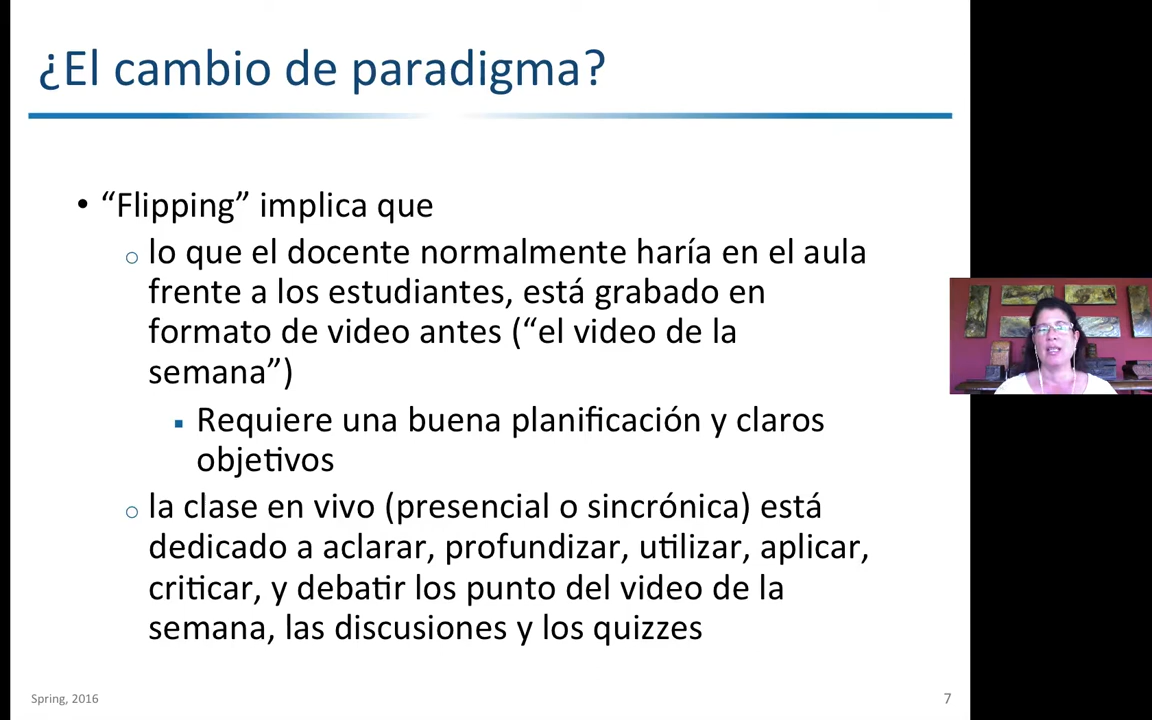 ¿El cambio de paradigma?
• “Flipping” implica que
o lo que el docente normalmente haría en el aula
frente a los estudiantes, está grabado en
formato de video antes (“el video de la
semana”)
▪ Requiere una buena planificación y claros
objetivos
o la clase en vivo (presencial o sincrónica) está
dedicado a aclarar, profundizar, utilizar, aplicar,
criticar, y debatir los punto del video de la
semana, las discusiones y los quizzes
Spring, 2016
7